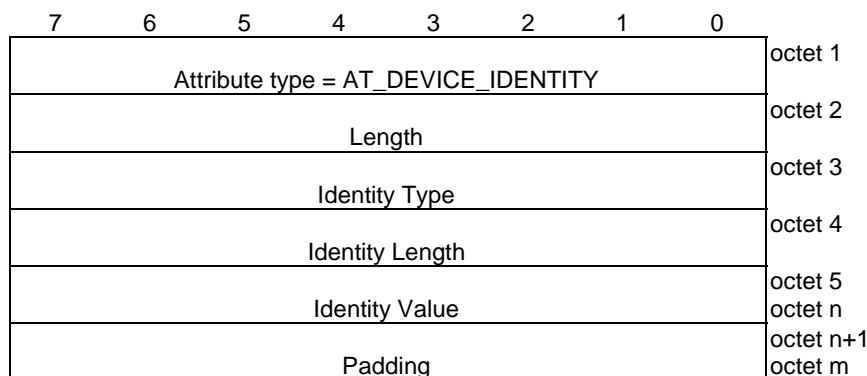 7 6 5 4 3 2 1 0
octet 1
Attribute type = AT_DEVICE_IDENTITY
octet 2
Length
octet 3
Identity Type
octet 4
Identity Length
octet 5
Identity Value octet n
octet n+1
Padding octet m